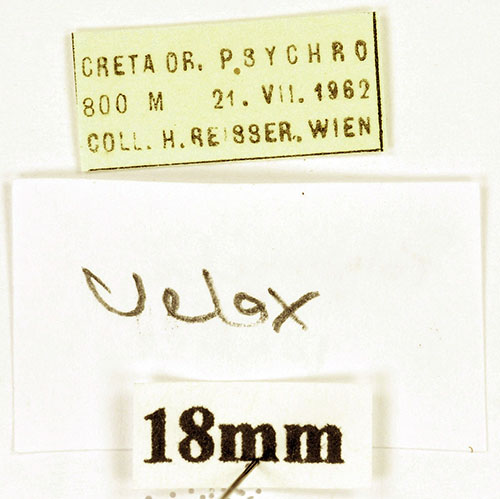 CRETA OR. PSYCHRO
800 M 21. VII. 1962
COLL. H. REISSER. WIEN
Velox
18mm